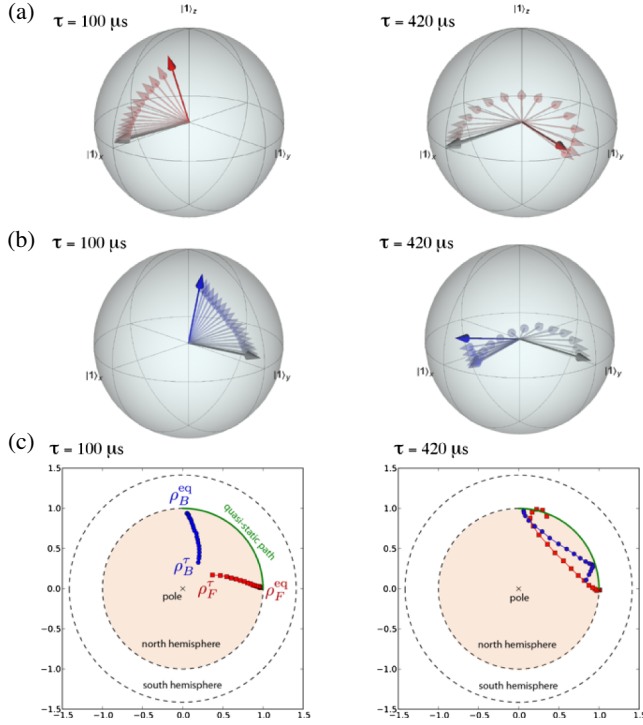 (a)
τ = 100 μs
τ = 420 μs
|1⟩z
|1⟩z
|1⟩x
|1⟩y
|1⟩x
|1⟩y
(b)
τ = 100 μs
τ = 420 μs
|1⟩x
|1⟩y
|1⟩x
|1⟩y
(c)
τ = 100 μs
τ = 420 μs
1.5
1.0
0.5
0.0
−0.5
−1.0
−1.5
−1.5
−1.0
−0.5
0.0
0.5
1.0
1.5
ρ_B^eq
quasi-static path
ρ_B^τ
ρ_F^τ
ρ_F^eq
pole
north hemisphere
south hemisphere
1.5
1.0
0.5
0.0
−0.5
−1.0
−1.5
−1.5
−1.0
−0.5
0.0
0.5
1.0
1.5
pole
north hemisphere
south hemisphere